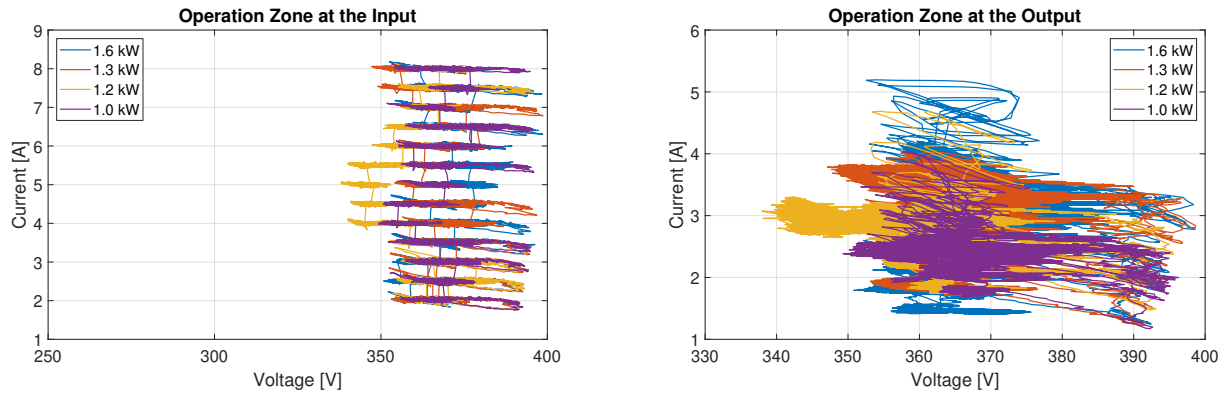 Operation Zone at the Input
9
8
7
6
5
4
3
2
1
Current [A]
1.6 kW
1.3 kW
1.2 kW
1.0 kW
250
300
350
400
Voltage [V]
Operation Zone at the Output
6
5
4
3
2
1
Current [A]
1.6 kW
1.3 kW
1.2 kW
1.0 kW
330
340
350
360
370
380
390
400
Voltage [V]